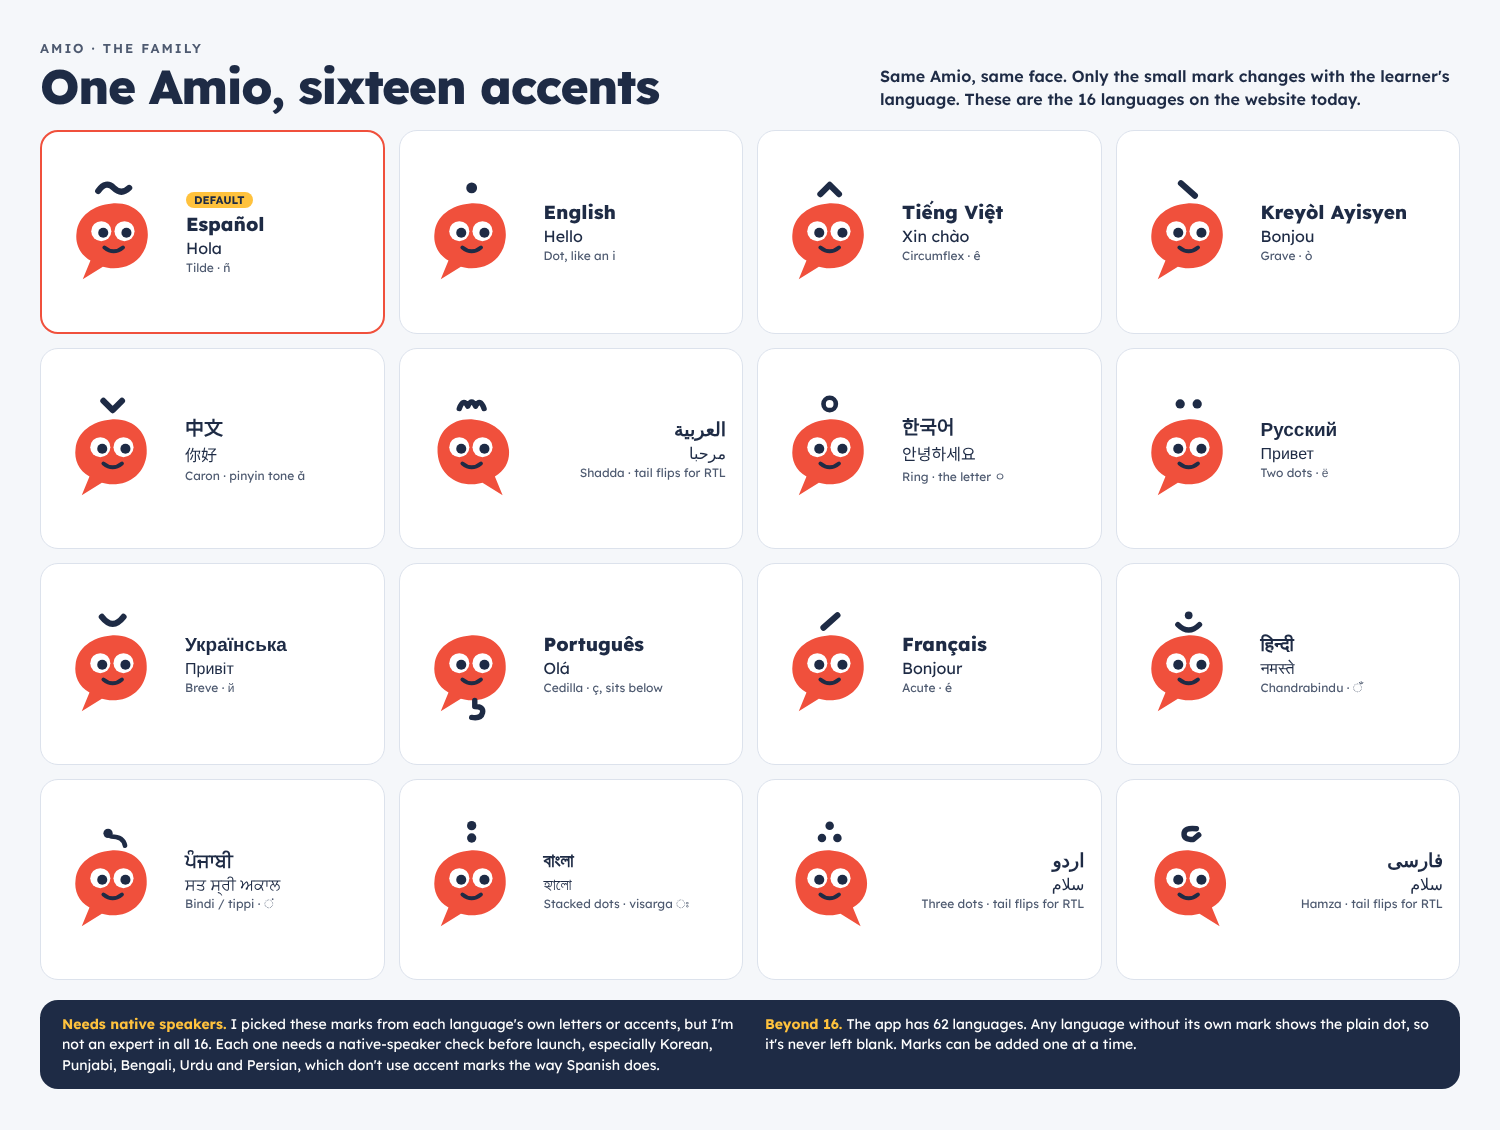 AMIO · THE FAMILY
One Amio, sixteen accents
Same Amio, same face. Only the small mark changes with the learner's
language. These are the 16 languages on the website today.
DEFAULT
Español
Hola
Tilde · ñ
English
Hello
Dot, like an i
Tiếng Việt
Xin chào
Circumflex · ê
Kreyòl Ayisyen
Bonjou
Grave · ò
中文
你好
Caron · pinyin tone ǎ
العربية
مرحبا
Shadda · tail flips for RTL
한국어
안녕하세요
Ring · the letter ㅇ
Русский
Привет
Two dots · ё
Українська
Привіт
Breve · й
Português
Olá
Cedilla · ç, sits below
Français
Bonjour
Acute · é
हिन्दी
नमस्ते
Chandrabindu · ँ
ਪੰਜਾਬੀ
ਸਤ ਸ੍ਰੀ ਅਕਾਲ
Bindi / tippi · ਂ
বাংলা
হ্যালো
Stacked dots · visarga ঃ
اردو
سلام
Three dots · tail flips for RTL
فارسی
سلام
Hamza · tail flips for RTL
Needs native speakers. I picked these marks from each language's own letters or accents, but I'm
not an expert in all 16. Each one needs a native-speaker check before launch, especially Korean,
Punjabi, Bengali, Urdu and Persian, which don't use accent marks the way Spanish does.
Beyond 16. The app has 62 languages. Any language without its own mark shows the plain dot, so
it's never left blank. Marks can be added one at a time.